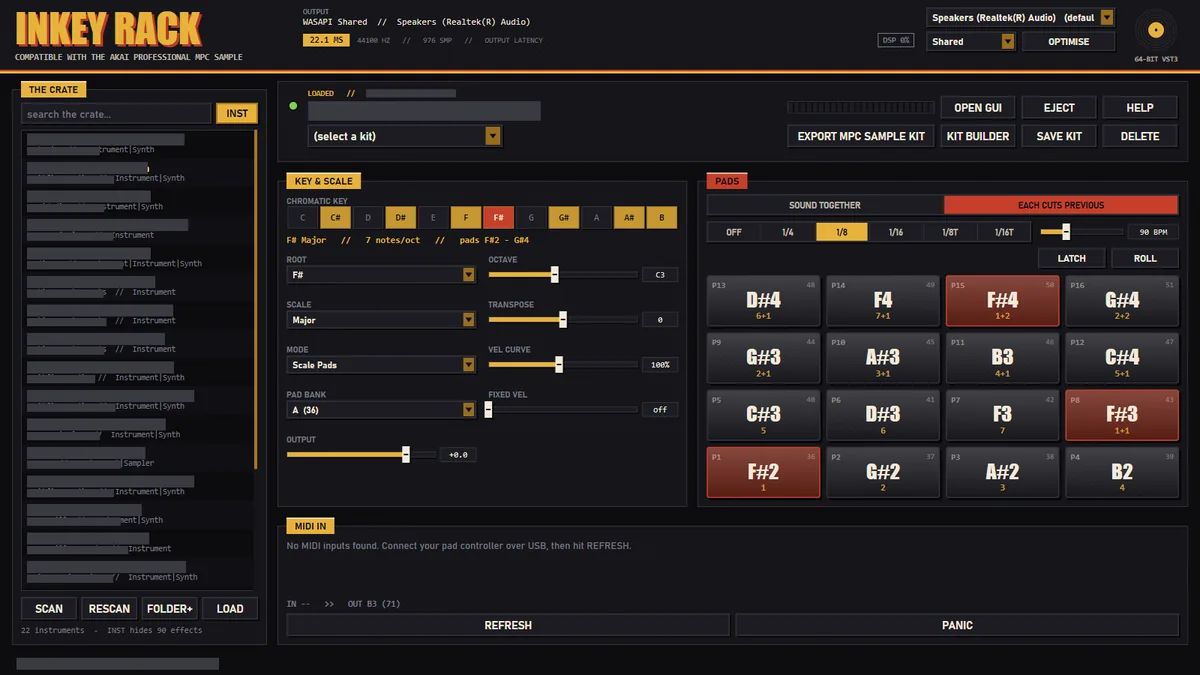 INKEY RACK
COMPATIBLE WITH THE AKAI PROFESSIONAL MPC SAMPLE
OUTPUT
WASAPI Shared // Speakers (Realtek(R) Audio)
22.1 MS 44100 HZ // 976 SMP // OUTPUT LATENCY
DSP 0%
Speakers (Realtek(R) Audio) (defaul
Shared
OPTIMISE
64-BIT VST3
THE CRATE
search the crate...
INST
trument|Synth
Instrument|Synth
strument|Synth
nstrument
t|Instrument|Synth
s // Instrument
// Instrument
s // Instrument
// Instrument|Synth
Instrument|Synth
/ Instrument|Synth
|Sampler
Instrument|Synth
ment|Synth
Instrument
/ Instrument|Synth
SCAN
RESCAN
FOLDER+
LOAD
22 instruments - INST hides 90 effects
LOADED //
(select a kit)
OPEN GUI
EJECT
HELP
EXPORT MPC SAMPLE KIT
KIT BUILDER
SAVE KIT
DELETE
KEY & SCALE
CHROMATIC KEY
C C# D D# E F F# G G# A A# B
F# Major // 7 notes/oct // pads F#2 - G#4
ROOT
F#
OCTAVE
C3
SCALE
Major
TRANSPOSE
0
MODE
Scale Pads
VEL CURVE
100%
PAD BANK
A (36)
FIXED VEL
off
OUTPUT
+0.0
PADS
SOUND TOGETHER
EACH CUTS PREVIOUS
OFF 1/4 1/8 1/16 1/8T 1/16T
90 BPM
LATCH
ROLL
P13 48 P14 49 P15 50 P16 51
D#4 F4 F#4 G#4
6+1 7+1 1+2 2+2
P9 44 P10 45 P11 46 P12 47
G#3 A#3 B3 C#4
2+1 3+1 4+1 5+1
P5 40 P6 41 P7 42 P8 43
C#3 D#3 F3 F#3
5 6 7 1+1
P1 36 P2 37 P3 38 P4 39
F#2 G#2 A#2 B2
1 2 3 4
MIDI IN
No MIDI inputs found. Connect your pad controller over USB, then hit REFRESH.
IN -- >> OUT B3 (71)
REFRESH
PANIC